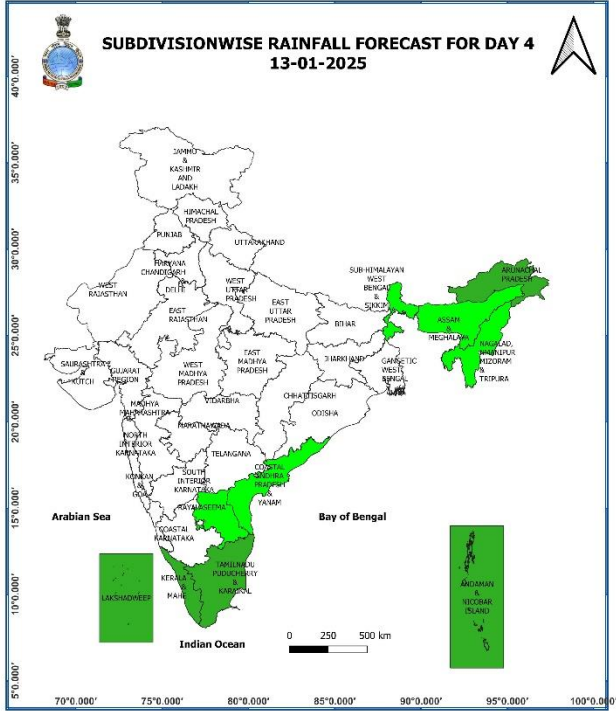 SUBDIVISIONWISE RAINFALL FORECAST FOR DAY 4
13-01-2025
40°0.000'
35°0.000'
30°0.000'
25°0.000'
20°0.000'
15°0.000'
10°0.000'
5°0.000'
JAMMO
&
KASHMIR
AND
LADAKH
HIMACHAL
PRADESH
PUNJAB
UTTARAKHAND
HARYANA
CHANDIGARH
&
DELHI
WEST
RAJASTHAN
WEST
UTTAR
PRADESH
EAST
RAJASTHAN
EAST
UTTAR
PRADESH
SUB-HIMALAYAN
WEST
BENGAL
&
SIKKIM
ARUNACHAL
PRADESH
ASSAM
&
MEGHALAYA
NAGALAD,
MANIPUR
MIZORAM
&
TRIPURA
BIHAR
JHARKHAND
GANGETIC
WEST
BENGAL
SAURASHTRA
&
KUTCH
GUJARAT
REGION
WEST
MADHYA
PRADESH
EAST
MADHYA
PRADESH
CHHATTISGARH
ODISHA
MADHYA
MAHARASHTRA
VIDARBHA
MARATHAWADA
NORTH
INTERIOR
KARNATAKA
TELANGANA
KONKAN
&
GOA
SOUTH
INTERIOR
KARNATAKA
COASTAL
ANDHRA
PRADESH
&
YANAM
RAYALASEEMA
COASTAL
KARNATAKA
Arabian Sea
Bay of Bengal
TAMILNADU
PUDUCHERRY
&
KARAIKAL
KERALA
&
MAHE
LAKSHADWEEP
ANDAMAN
&
NICOBAR
ISLAND
Indian Ocean
0 250 500 km
70°0.000' 75°0.000' 80°0.000' 85°0.000' 90°0.000' 95°0.000' 100°0.000'